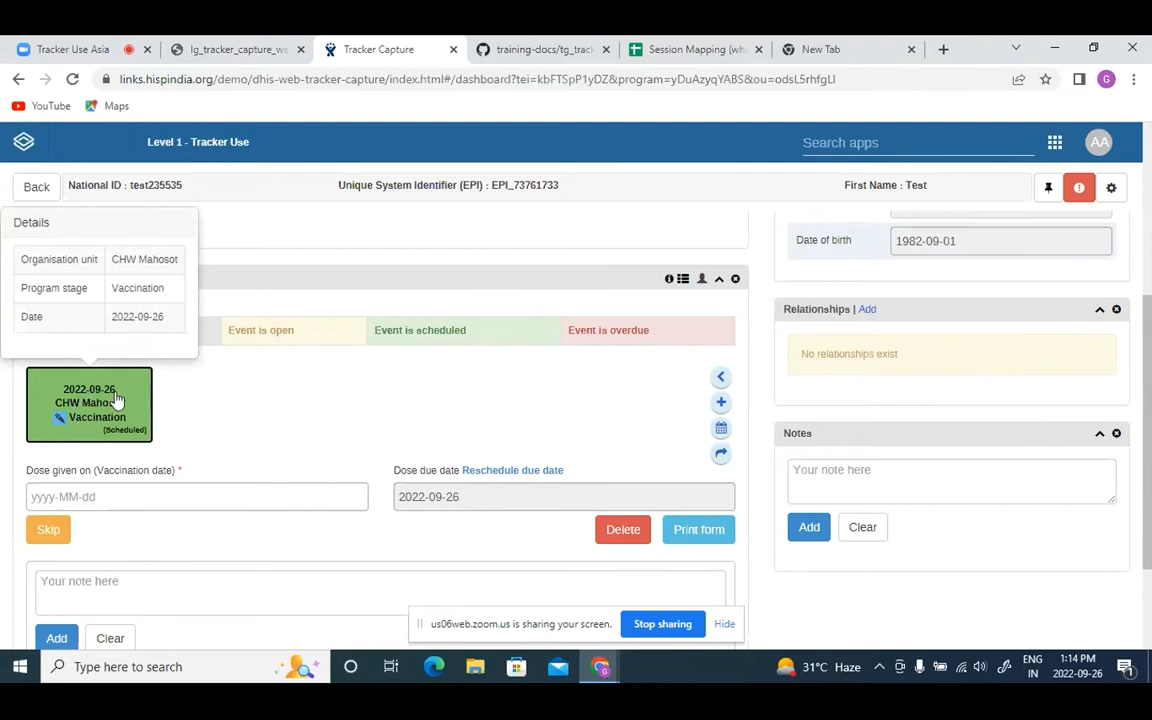 Tracker Use Asia
lg_tracker_capture_we
Tracker Capture
training-docs/tg_track
Session Mapping (whe
New Tab
links.hispindia.org/demo/dhis-web-tracker-capture/index.html#/dashboard?tei=kbFTSpP1yDZ&program=yDuAzyqYABS&ou=odsL5rhfgLI
G
YouTube
Maps
Level 1 - Tracker Use
Search apps
AA
Back
National ID : test235535
Unique System Identifier (EPI) : EPI_73761733
First Name : Test
Details
Organisation unit CHW Mahosot
Program stage Vaccination
Date 2022-09-26
Date of birth
1982-09-01
Event is open
Event is scheduled
Event is overdue
Relationships | Add
No relationships exist
2022-09-26
CHW Maho
Vaccination
(Scheduled)
Notes
Your note here
Add
Clear
Dose given on (Vaccination date) *
Dose due date Reschedule due date
yyyy-MM-dd
2022-09-26
Skip
Delete
Print form
Your note here
Add
Clear
us06web.zoom.us is sharing your screen.
Stop sharing
Hide
Type here to search
31°C Haze
ENG
IN
1:14 PM
2022-09-26
1